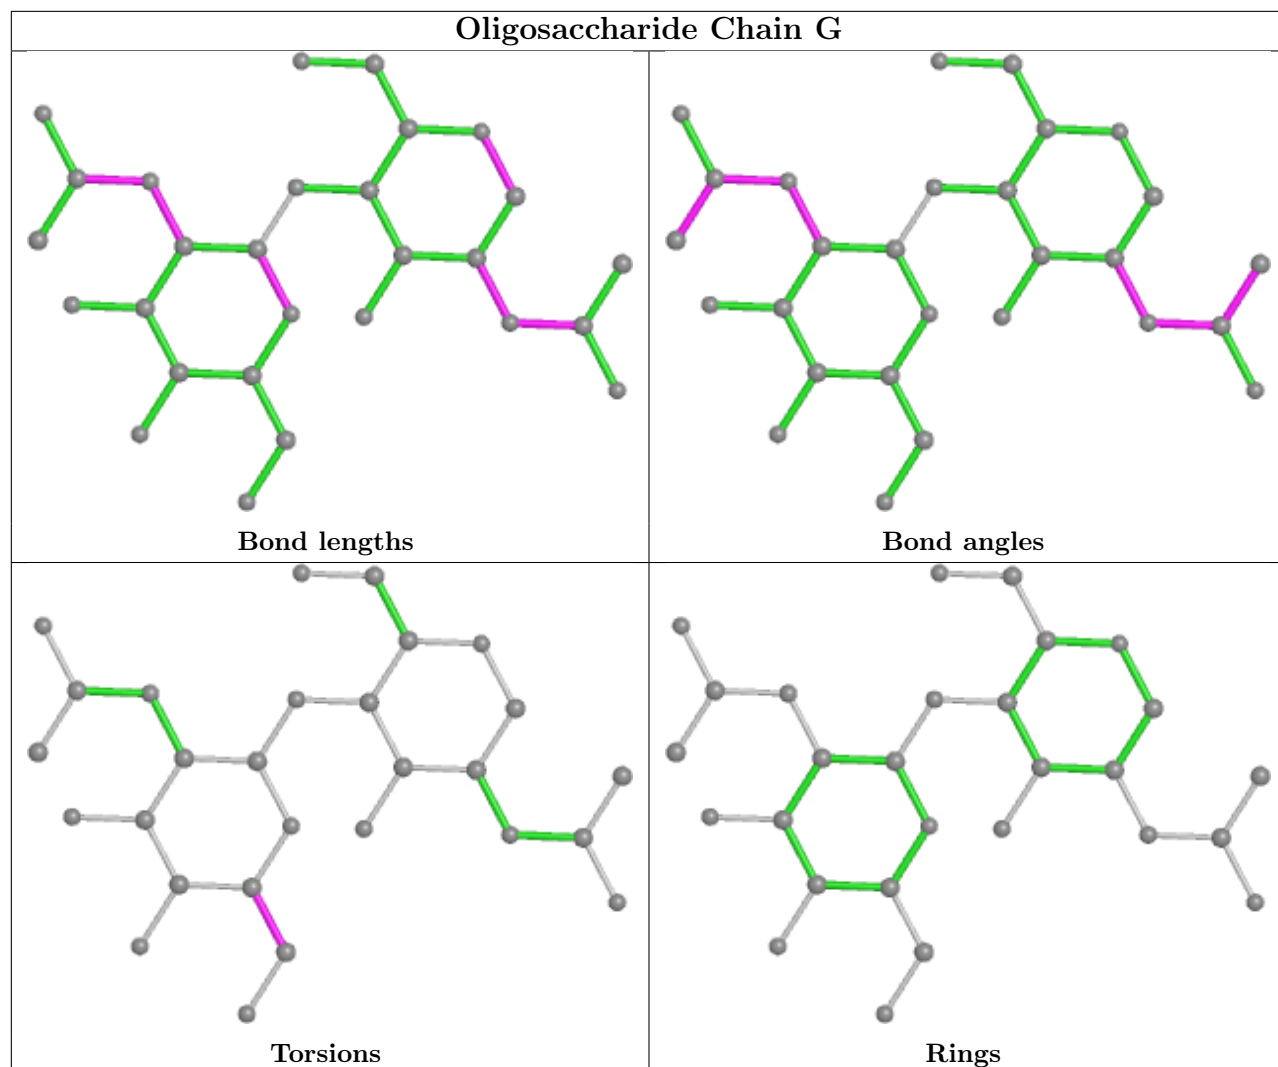 Oligosaccharide Chain G
Bond lengths
Bond angles
Torsions
Rings